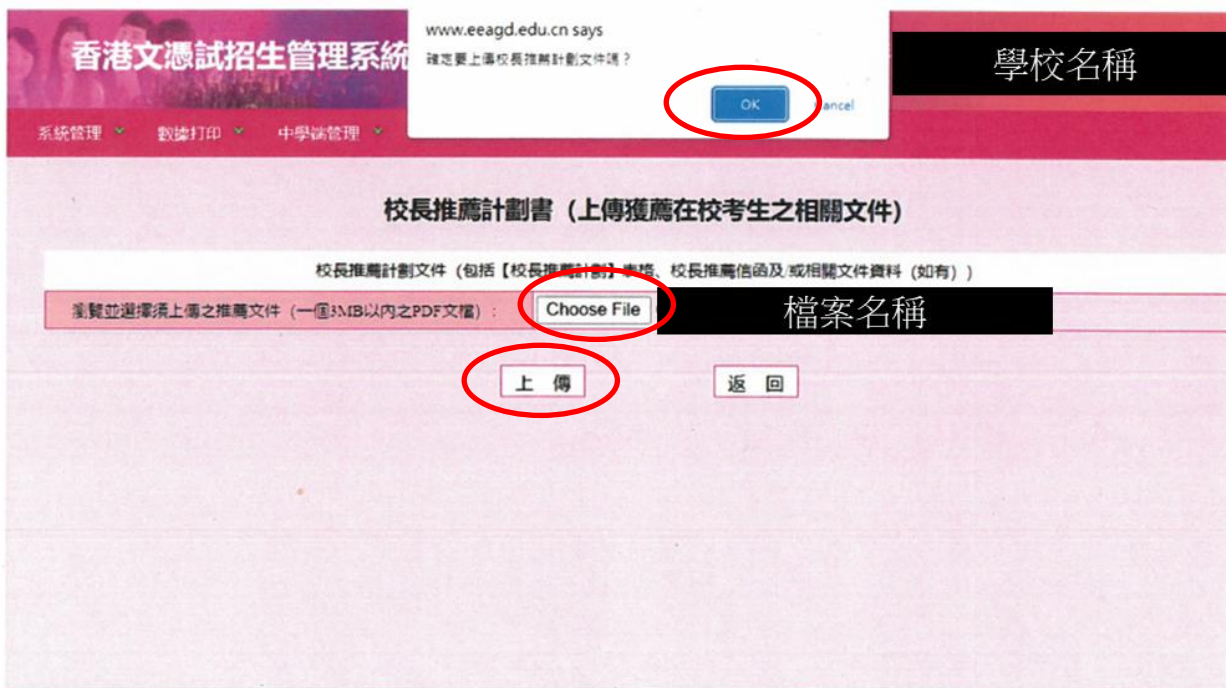 www.eeagd.edu.cn says
確定要上傳校長推薦計劃文件嗎？
OK
Cancel
香港文憑試招生管理系統
學校名稱
系統管理
數據打印
中學端管理
校長推薦計劃書（上傳獲薦在校考生之相關文件）
校長推薦計劃文件（包括【校長推薦計劃】表格、校長推薦信函及/或相關文件資料（如有））
瀏覽並選擇須上傳之推薦文件（一個3MB以內之PDF文檔）：
Choose File
檔案名稱
上 傳
返 回